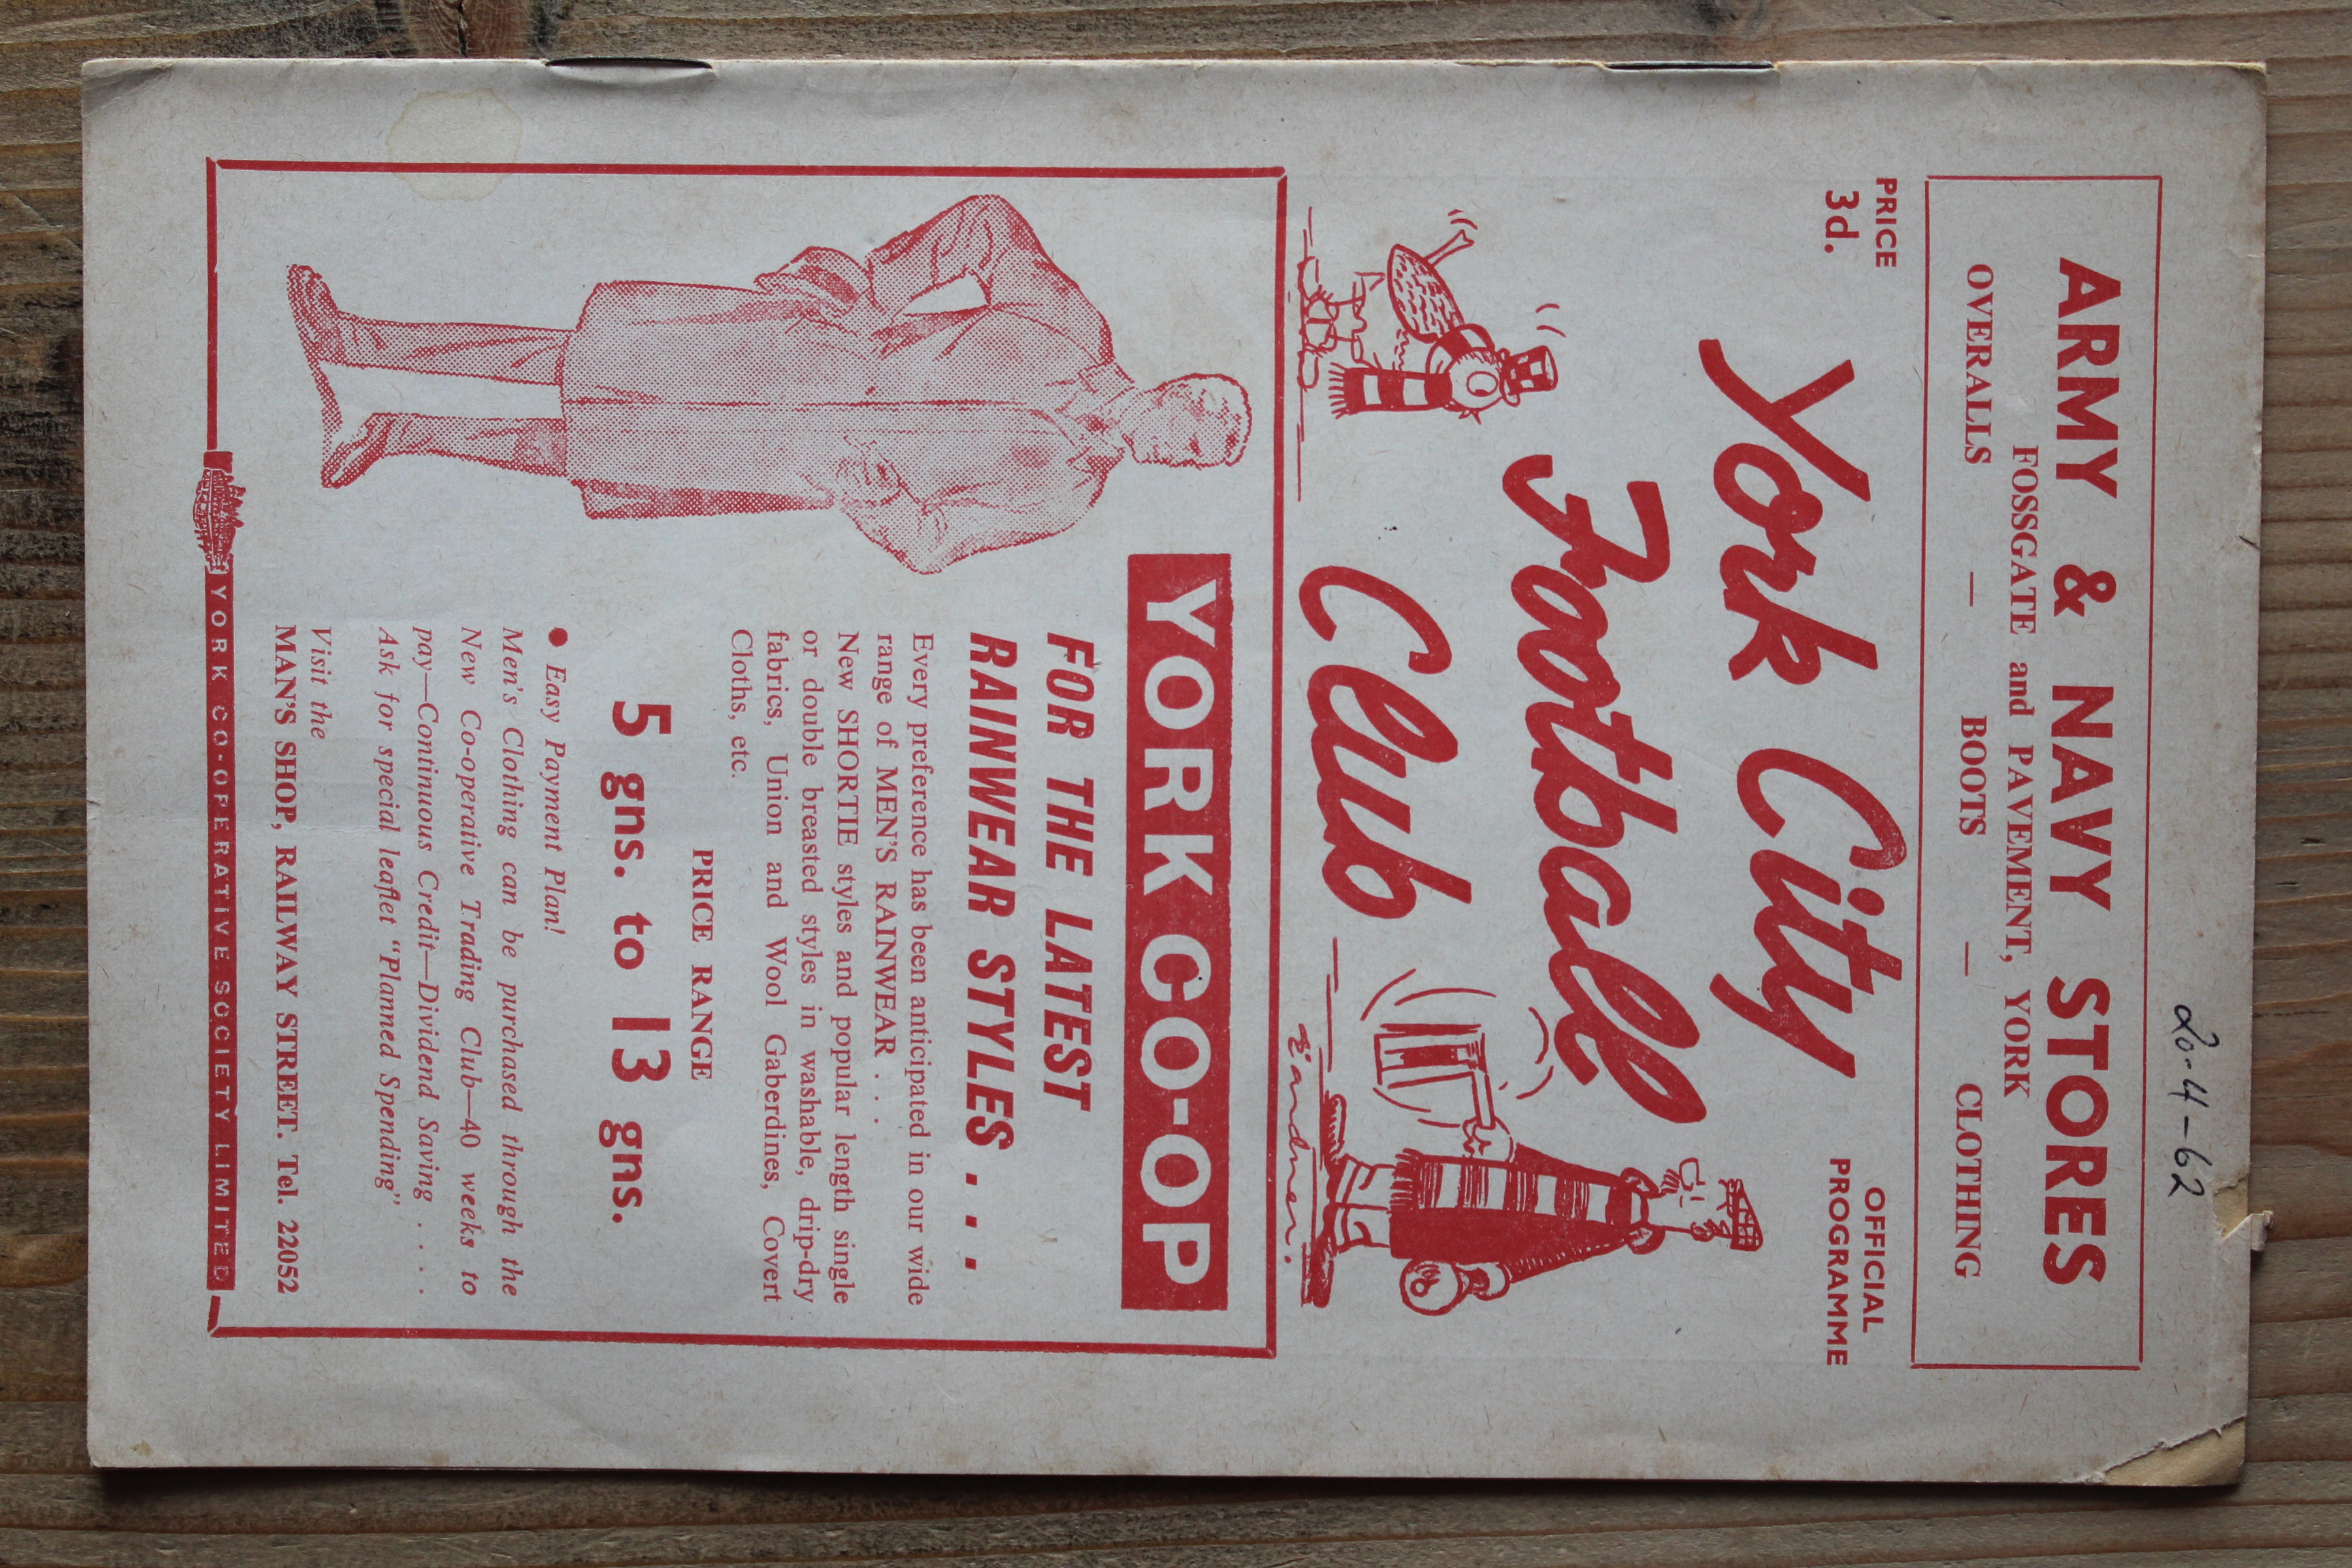 20-4-62
ARMY & NAVY STORES
FOSSGATE and PAVEMENT, YORK
OVERALLS — BOOTS — CLOTHING
PRICE
3d.
OFFICIAL
PROGRAMME
York City
Football
Club
Gardner.
YORK CO-OP
FOR THE LATEST
RAINWEAR STYLES . . .
Every preference has been anticipated in our wide
range of MEN'S RAINWEAR . . .
New SHORTIE styles and popular length single
or double breasted styles in washable, drip-dry
fabrics, Union and Wool Gaberdines, Covert
Cloths, etc.
PRICE RANGE
5 gns. to 13 gns.
● Easy Payment Plan!
Men's Clothing can be purchased through the
New Co-operative Trading Club—40 weeks to
pay—Continuous Credit—Dividend Saving . . . .
Ask for special leaflet "Planned Spending"
Visit the
MAN'S SHOP, RAILWAY STREET. Tel. 22052
YORK CO-OPERATIVE SOCIETY LIMITED